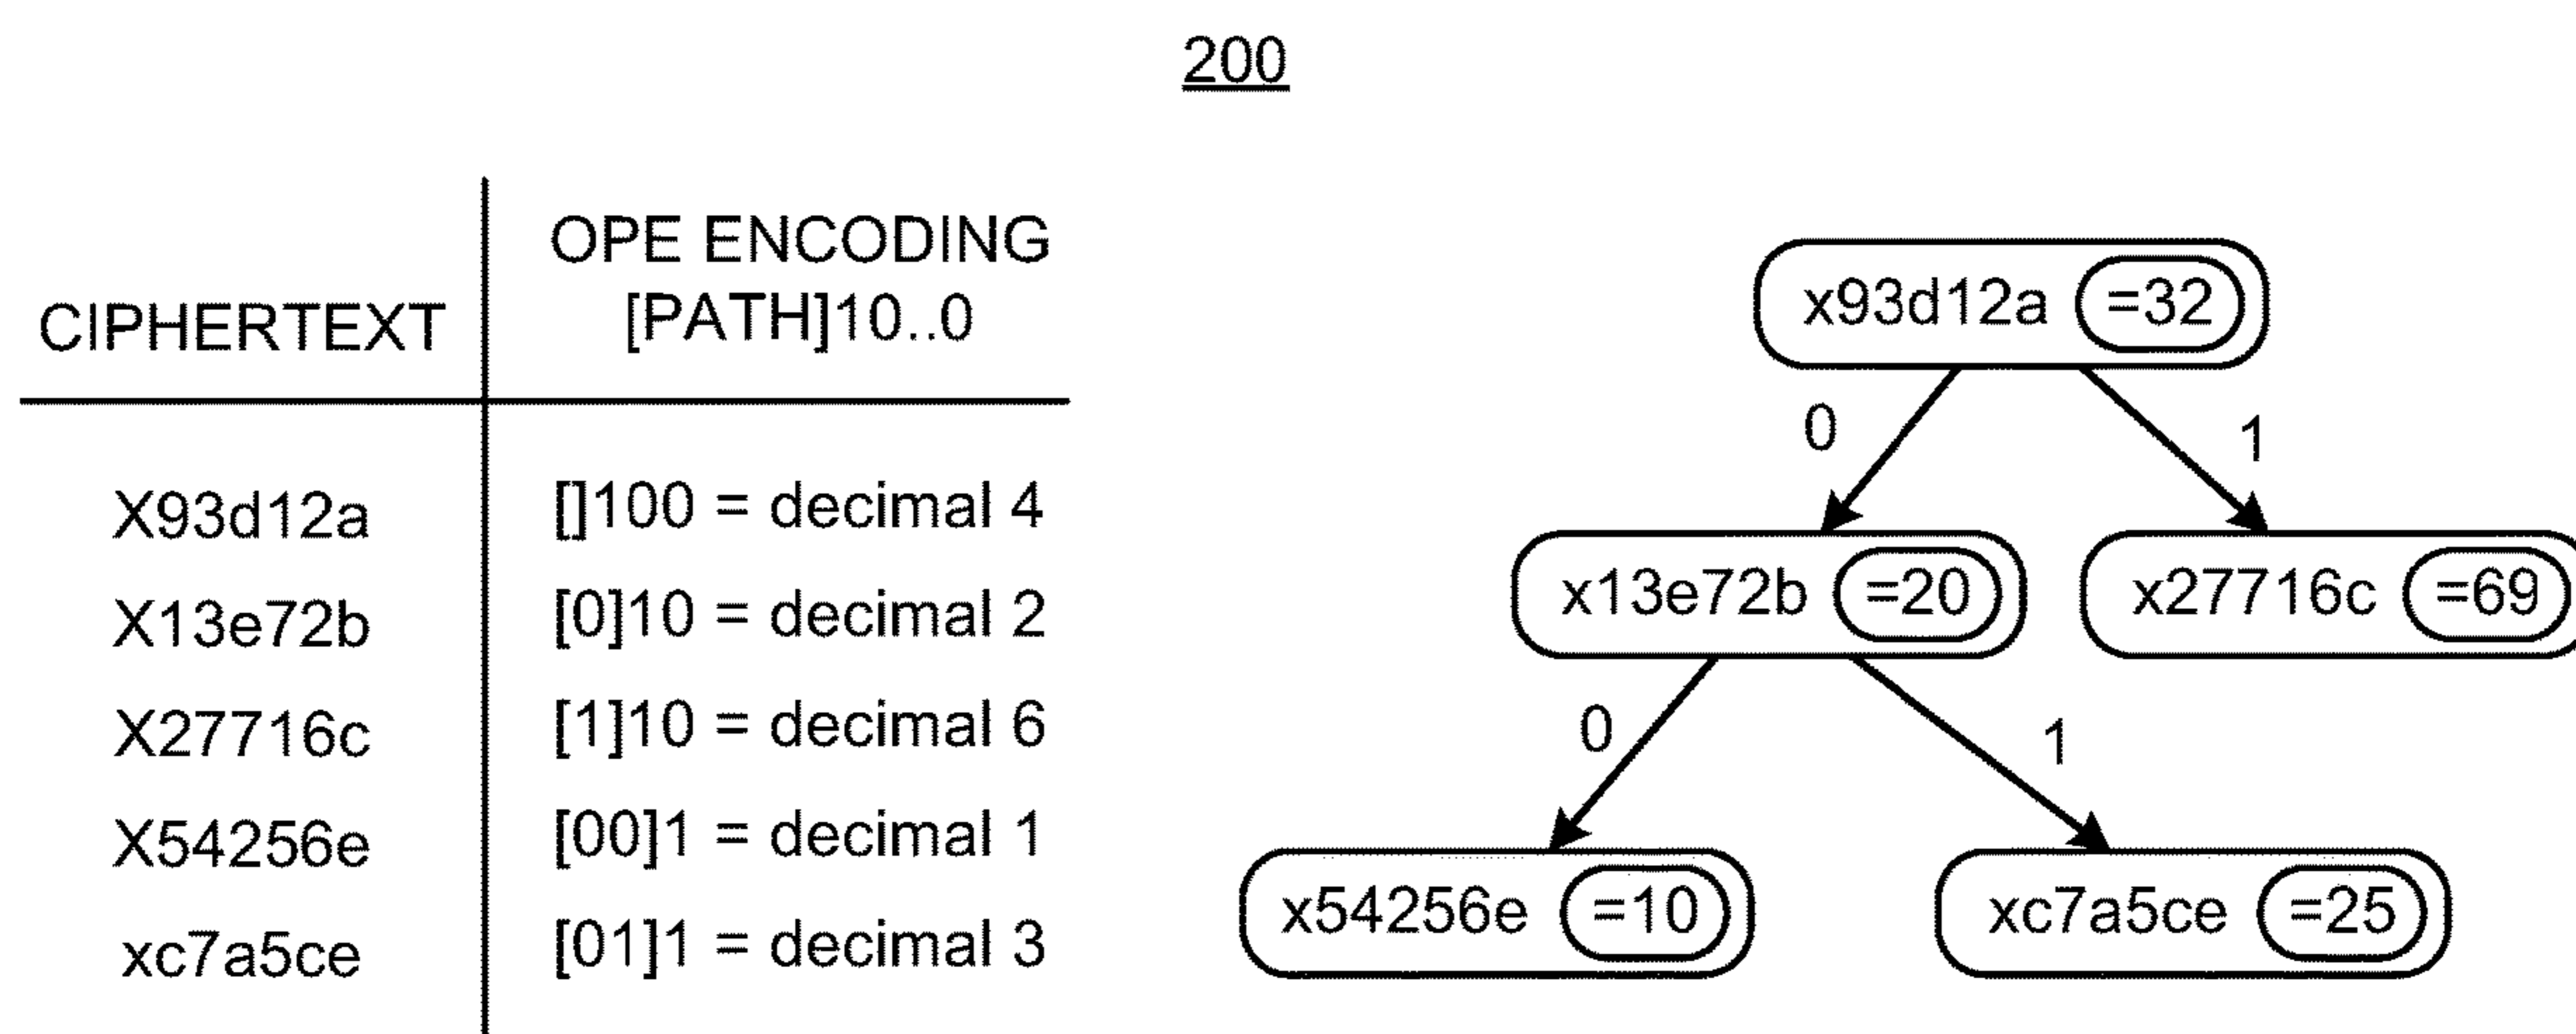 200
CIPHERTEXT
OPE ENCODING
[PATH]10..0
X93d12a
[]100 = decimal 4
X13e72b
[0]10 = decimal 2
X27716c
[1]10 = decimal 6
X54256e
[00]1 = decimal 1
xc7a5ce
[01]1 = decimal 3
x93d12a =32
0
1
x13e72b =20
x27716c =69
0
1
x54256e =10
xc7a5ce =25